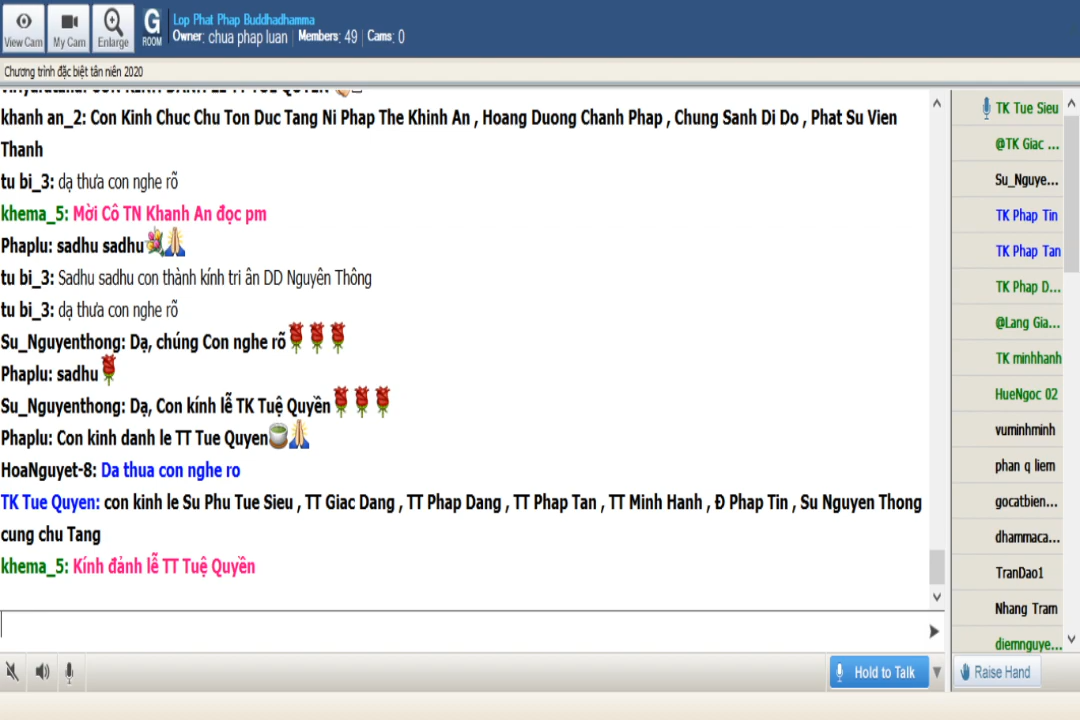 Lop Phat Phap Buddhadhamma
Owner: chua phap luan | Members: 49 | Cams: 0
View Cam
My Cam
Enlarge
G ROOM
Chương trình đặc biệt tân niên 2020
khanh an_2: Con Kinh Chuc Chu Ton Duc Tang Ni Phap The Khinh An , Hoang Duong Chanh Phap , Chung Sanh Di Do , Phat Su Vien
Thanh
tu bi_3: dạ thưa con nghe rõ
khema_5: Mời Cô TN Khanh An đọc pm
Phaplu: sadhu sadhu
tu bi_3: Sadhu sadhu con thành kính tri ân DD Nguyên Thông
tu bi_3: dạ thưa con nghe rõ
Su_Nguyenthong: Dạ, chúng Con nghe rõ
Phaplu: sadhu
Su_Nguyenthong: Dạ, Con kính lễ TK Tuệ Quyền
Phaplu: Con kinh danh le TT Tue Quyen
HoaNguyet-8: Da thua con nghe ro
TK Tue Quyen: con kinh le Su Phu Tue Sieu , TT Giac Dang , TT Phap Dang , TT Phap Tan , TT Minh Hanh , Đ Phap Tin , Su Nguyen Thong
cung chu Tang
khema_5: Kính đảnh lễ TT Tuệ Quyền
TK Tue Sieu
@TK Giac ...
Su_Nguye...
TK Phap Tin
TK Phap Tan
TK Phap D...
@Lang Gia...
TK minhhanh
HueNgoc 02
vuminhminh
phan q liem
gocatbien...
dhammaca...
TranDao1
Nhang Tram
diemnguye...
Hold to Talk
Raise Hand